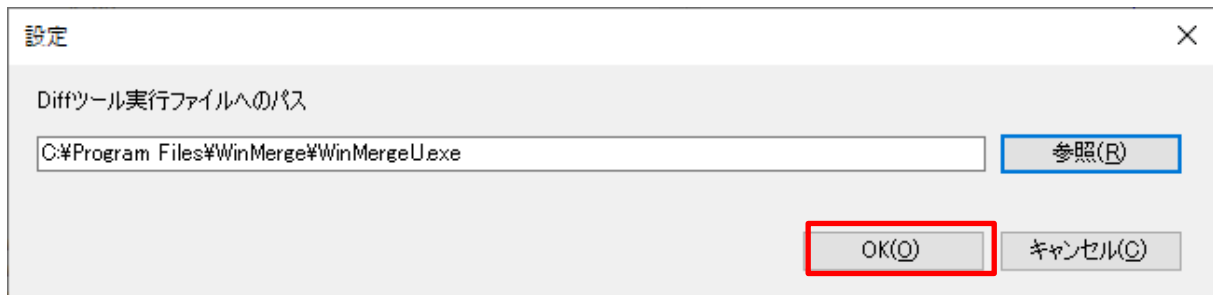 設定
Diffツール実行ファイルへのパス
C:¥Program Files¥WinMerge¥WinMergeU.exe
参照(R)
OK(O)
キャンセル(C)